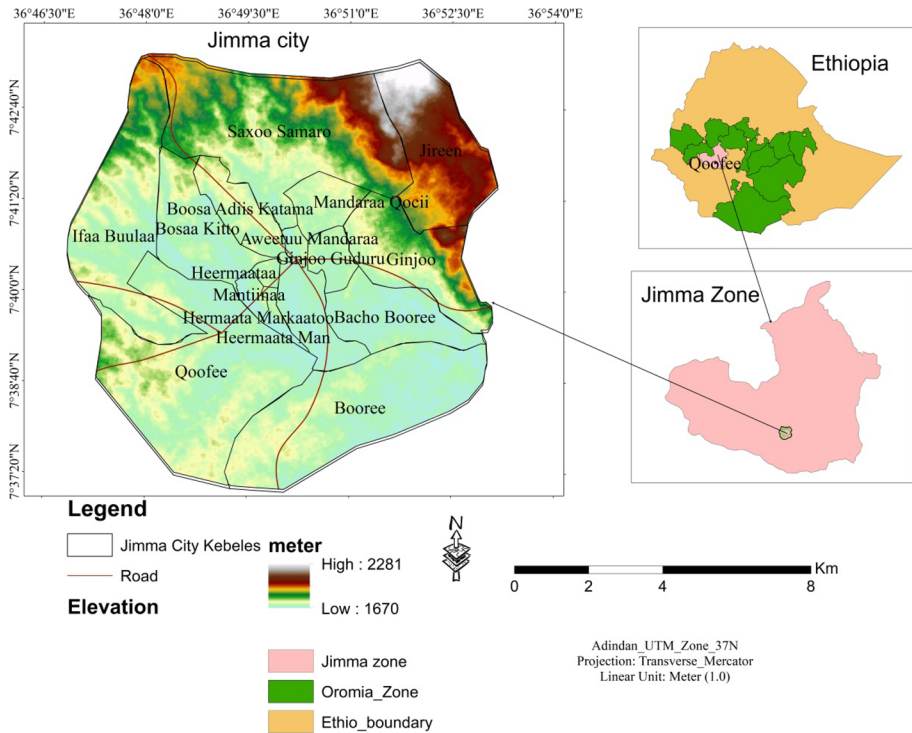 36°46'30"E 36°48'0"E 36°49'30"E 36°51'0"E 36°52'30"E 36°54'0"E
Jimma city
Ethiopia
7°42'40"N
7°41'20"N
7°40'0"N
7°38'40"N
7°37'20"N
Saxoo Samaro
Jireen
Mandaraa Qocii
Boosa Adiis Katama
Bosaa Kitto
Ifaa Buulaa
Aweetuu Mandaraa
Ginjoo Guduru
Ginjoo
Heermaataa
Mantiinaa
Hermaata Markaatoo
Bacho Booree
Heermaata Man
Qoofee
Booree
Qoofee
Jimma Zone
Legend
Jimma City Kebeles
Road
Elevation
meter
High : 2281
Low : 1670
N
0 2 4 8
Km
Jimma zone
Oromia_Zone
Ethio_boundary
Adindan_UTM_Zone_37N
Projection: Transverse_Mercator
Linear Unit: Meter (1.0)